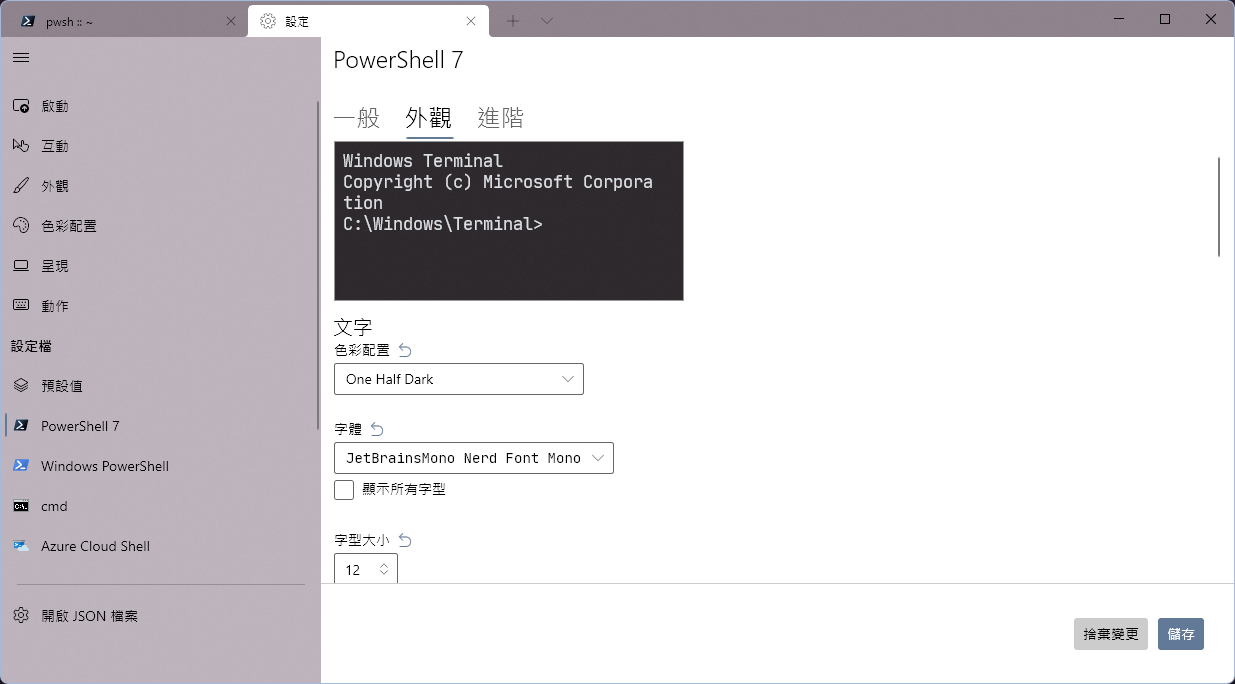 pwsh :: ~
設定
PowerShell 7
啟動
互動
外觀
色彩配置
呈現
動作
設定檔
預設值
PowerShell 7
Windows PowerShell
cmd
Azure Cloud Shell
開啟 JSON 檔案
一般 外觀 進階
Windows Terminal
Copyright (c) Microsoft Corpora
tion
C:\Windows\Terminal>
文字
色彩配置
One Half Dark
字體
JetBrainsMono Nerd Font Mono
顯示所有字型
字型大小
12
捨棄變更
儲存